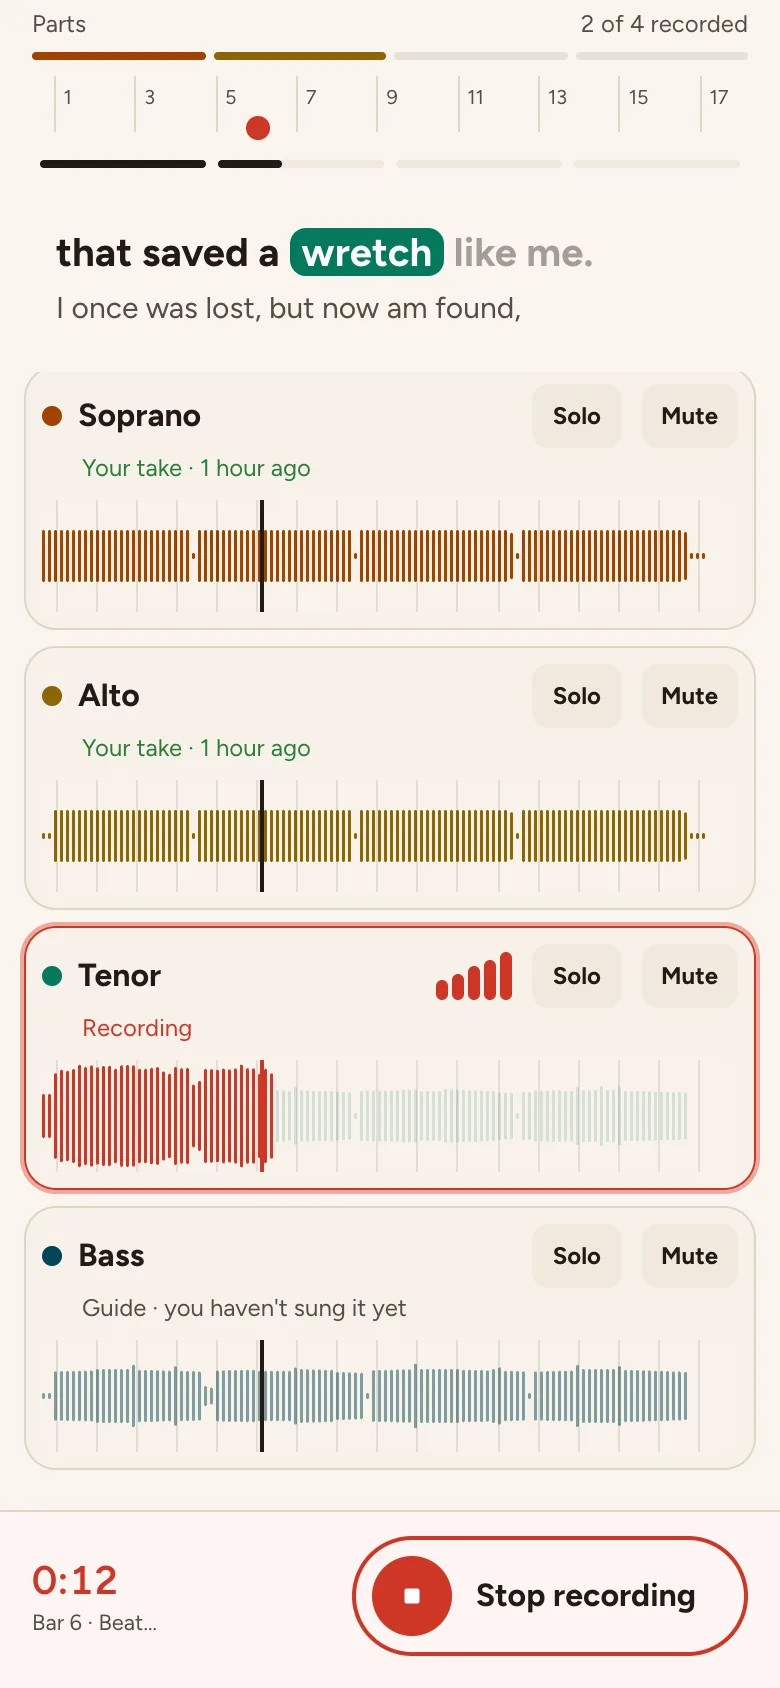 Parts 2 of 4 recorded
1 3 5 7 9 11 13 15 17
that saved a wretch like me.
I once was lost, but now am found,
Soprano Solo Mute
Your take · 1 hour ago
Alto Solo Mute
Your take · 1 hour ago
Tenor Solo Mute
Recording
Bass Solo Mute
Guide · you haven't sung it yet
0:12
Bar 6 · Beat...
Stop recording